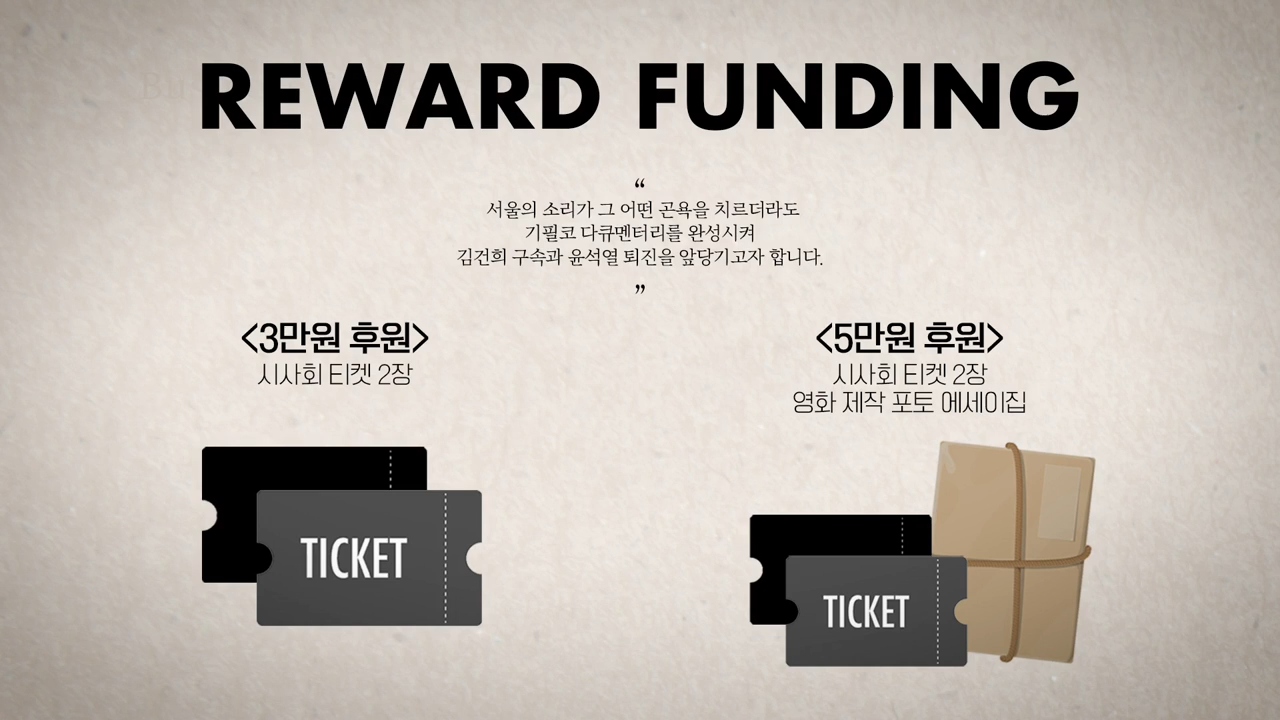 REWARD FUNDING
“
서울의 소리가 그 어떤 곤욕을 치르더라도
기필코 다큐멘터리를 완성시켜
김건희 구속과 윤석열 퇴진을 앞당기고자 합니다.
”
<3만원 후원>
시사회 티켓 2장
<5만원 후원>
시사회 티켓 2장
영화 제작 포토 에세이집
TICKET
TICKET